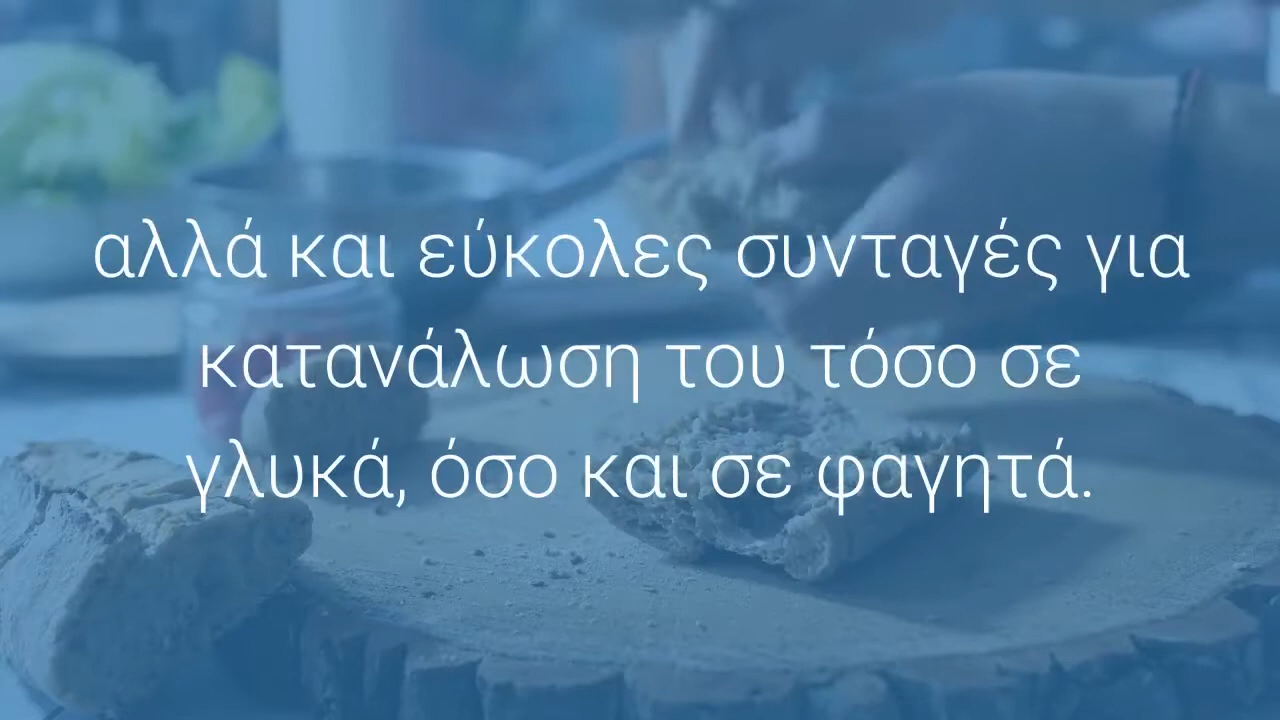 αλλά και εύκολες συνταγές για
κατανάλωση του τόσο σε
γλυκά, όσο και σε φαγητά.